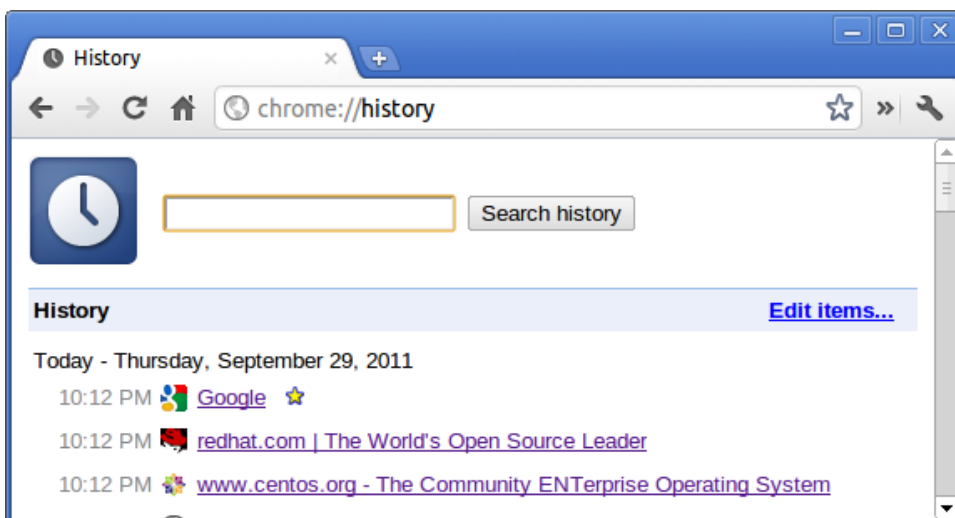 History
chrome://history
Search history
History Edit items...
Today - Thursday, September 29, 2011
10:12 PM Google
10:12 PM redhat.com | The World's Open Source Leader
10:12 PM www.centos.org - The Community ENTerprise Operating System